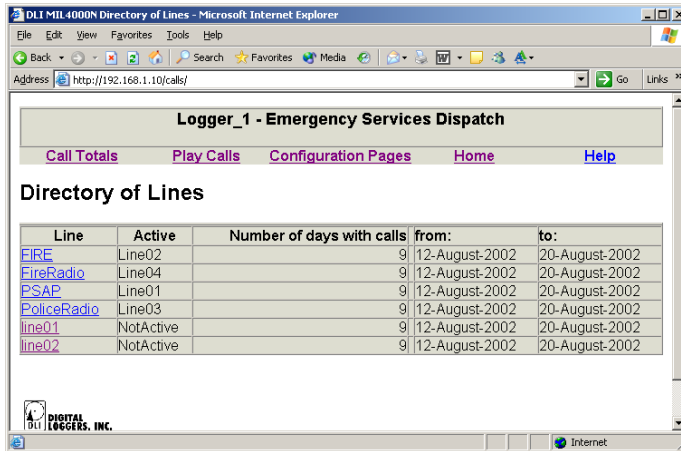 DLI MIL4000N Directory of Lines - Microsoft Internet Explorer
File Edit View Favorites Tools Help
Back Search Favorites Media
Address http://192.168.1.10/calls/ Go Links »
Logger_1 - Emergency Services Dispatch
Call Totals Play Calls Configuration Pages Home Help
Directory of Lines
Line Active Number of days with calls from: to:
FIRE Line02 9 12-August-2002 20-August-2002
FireRadio Line04 9 12-August-2002 20-August-2002
PSAP Line01 9 12-August-2002 20-August-2002
PoliceRadio Line03 9 12-August-2002 20-August-2002
line01 NotActive 9 12-August-2002 20-August-2002
line02 NotActive 9 12-August-2002 20-August-2002
DLI DIGITAL
LOGGERS, INC.
Internet